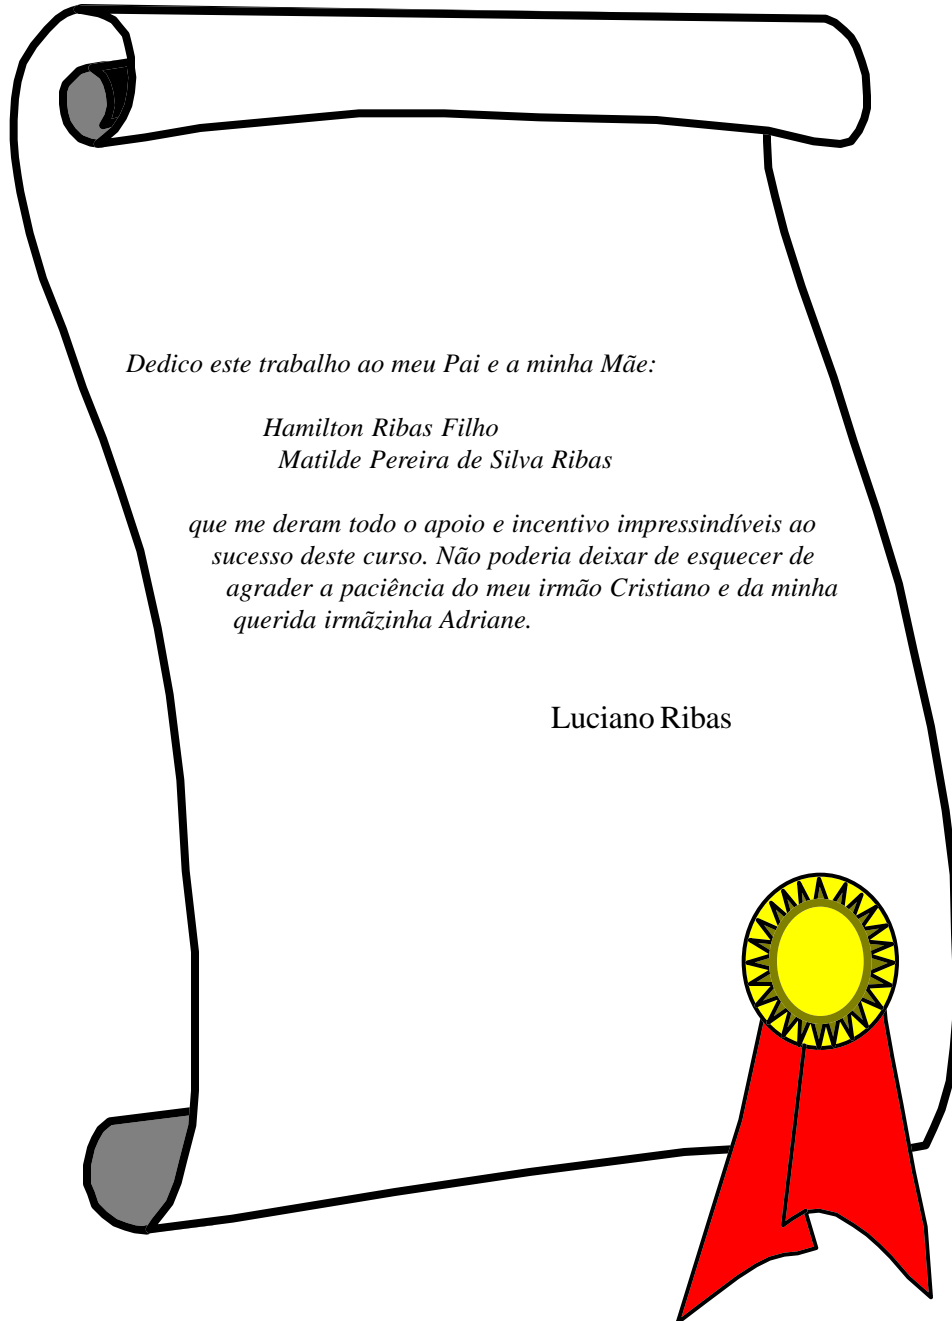 Dedico este trabalho ao meu Pai e a minha Mãe:
Hamilton Ribas Filho
Matilde Pereira de Silva Ribas
que me deram todo o apoio e incentivo impressindíveis ao
sucesso deste curso. Não poderia deixar de esquecer de
agrader a paciência do meu irmão Cristiano e da minha
querida irmãzinha Adriane.
Luciano Ribas